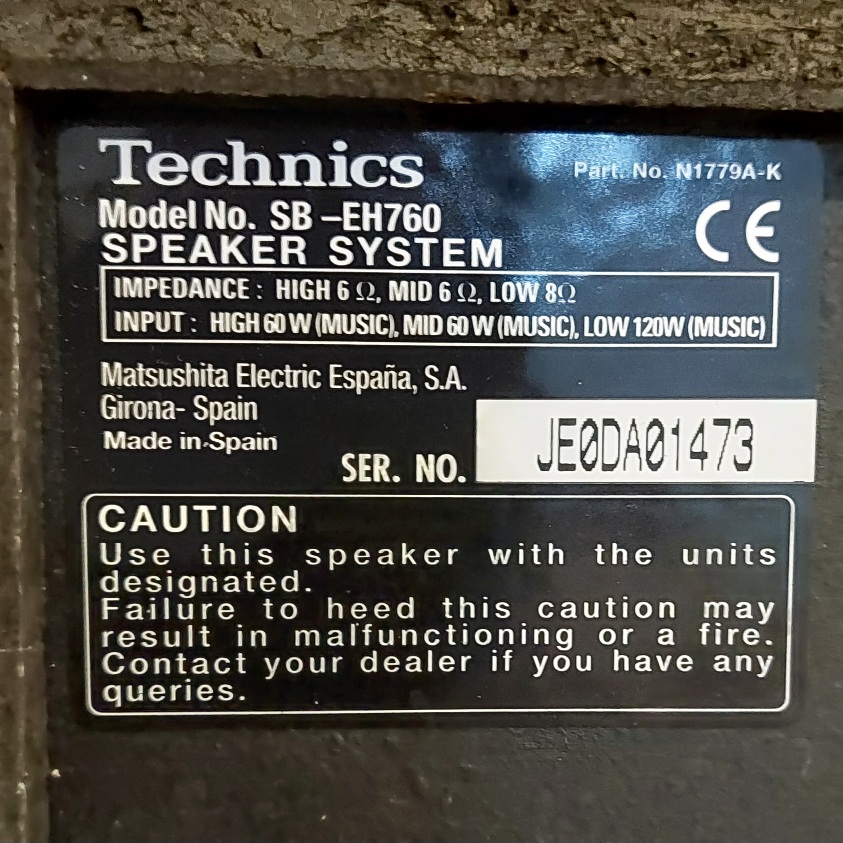 Technics
Part. No. N1779A-K
Model No. SB -EH760
CE
SPEAKER SYSTEM
IMPEDANCE : HIGH 6 Ω, MID 6 Ω, LOW 8Ω
INPUT : HIGH 60 W (MUSIC), MID 60 W (MUSIC), LOW 120W (MUSIC)
Matsushita Electric España, S.A.
Girona- Spain
Made in Spain
SER. NO. JE0DA01473
CAUTION
Use this speaker with the units
designated.
Failure to heed this caution may
result in malfunctioning or a fire.
Contact your dealer if you have any
queries.